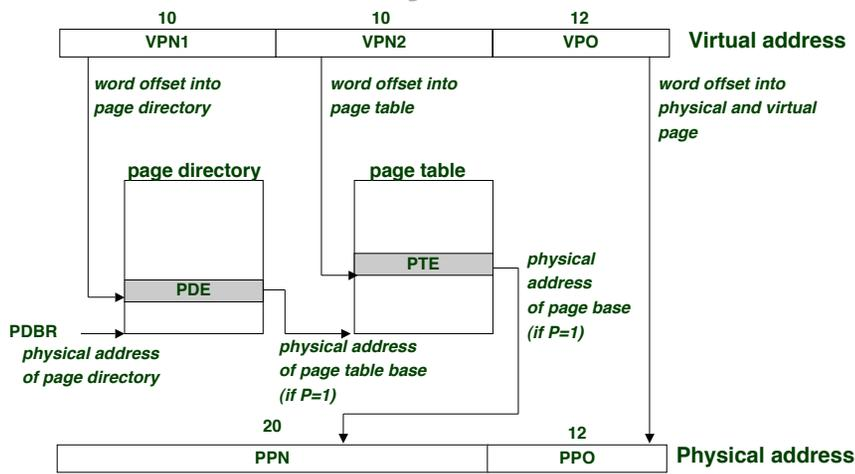 10 10 12
VPN1 VPN2 VPO Virtual address
word offset into
page directory
word offset into
page table
word offset into
physical and virtual
page
page directory
page table
PDE
PTE
physical
address
of page base
(if P=1)
PDBR
physical address
of page directory
physical address
of page table base
(if P=1)
20 12
PPN PPO Physical address